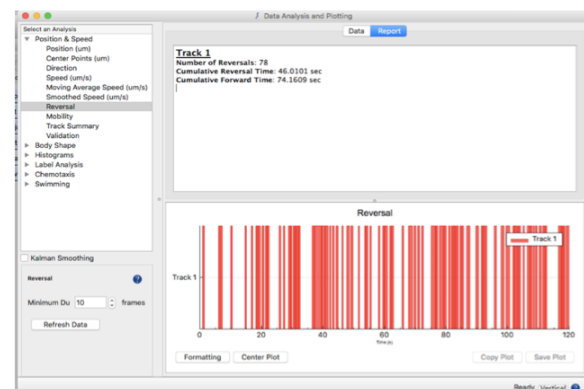 Data Analysis and Plotting
Select an Analysis
Position & Speed
Position (um)
Center Points (um)
Direction
Speed (um/s)
Moving Average Speed (um/s)
Smoothed Speed (um/s)
Reversal
Mobility
Track Summary
Validation
Body Shape
Histograms
Label Analysis
Chemotaxis
Swimming
Kalman Smoothing
Reversal ?
Minimum Du 10 frames
Refresh Data
Data Report
Track 1
Number of Reversals: 78
Cumulative Reversal Time: 46.0101 sec
Cumulative Forward Time: 74.1609 sec
Reversal
Track 1
Track 1
0 20 40 60 80 100 120
Time (s)
Formatting Center Plot Copy Plot Save Plot
Ready Vertical ?